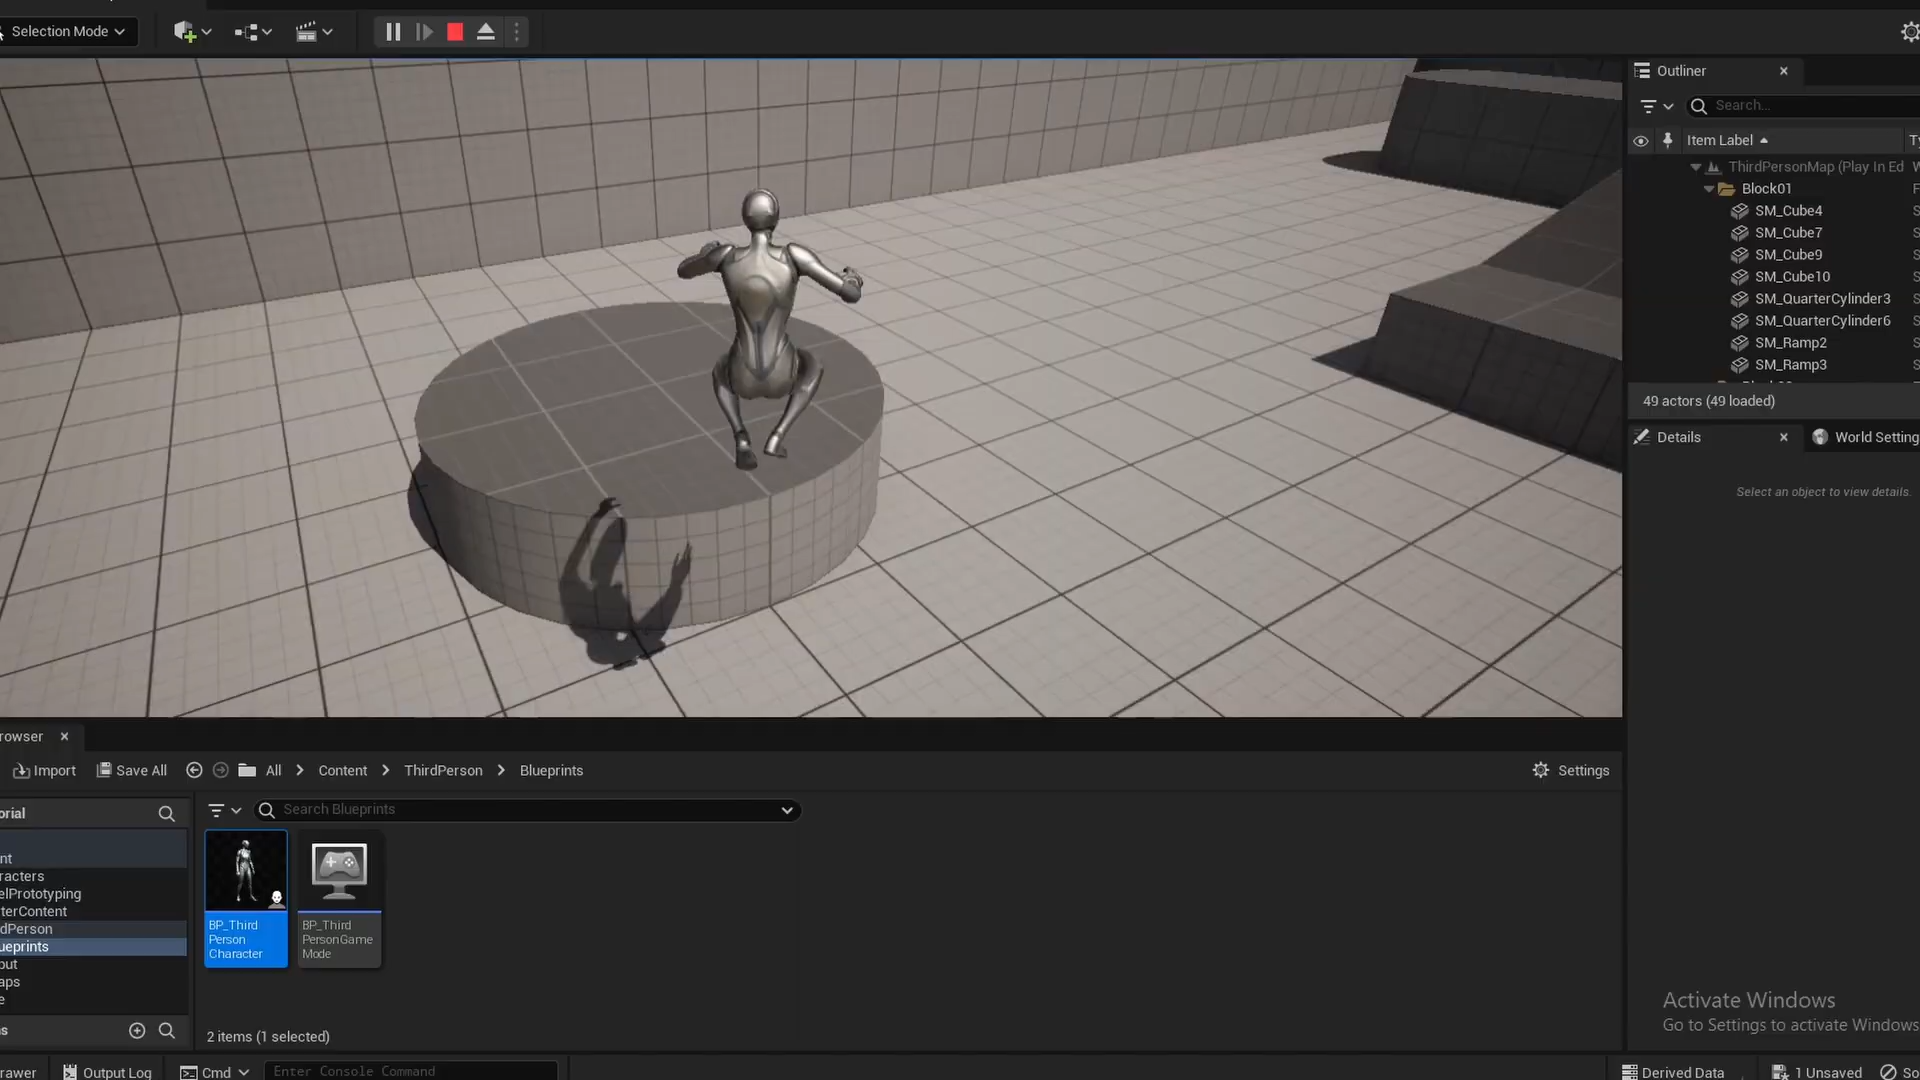 Selection Mode
Outliner
Search...
Item Label
ThirdPersonMap (Play In Ed
Block01
SM_Cube4
SM_Cube7
SM_Cube9
SM_Cube10
SM_QuarterCylinder3
SM_QuarterCylinder6
SM_Ramp2
SM_Ramp3
49 actors (49 loaded)
Details
World Setting
Select an object to view details.
rowser
Import
Save All
All
Content
ThirdPerson
Blueprints
Settings
orial
Search Blueprints
nt
racters
elPrototyping
terContent
dPerson
ueprints
out
aps
e
s
BP_Third
Person
Character
BP_Third
PersonGame
Mode
2 items (1 selected)
Activate Windows
Go to Settings to activate Windows
rawer
Output Log
Cmd
Enter Console Command
Derived Data
1 Unsaved
So